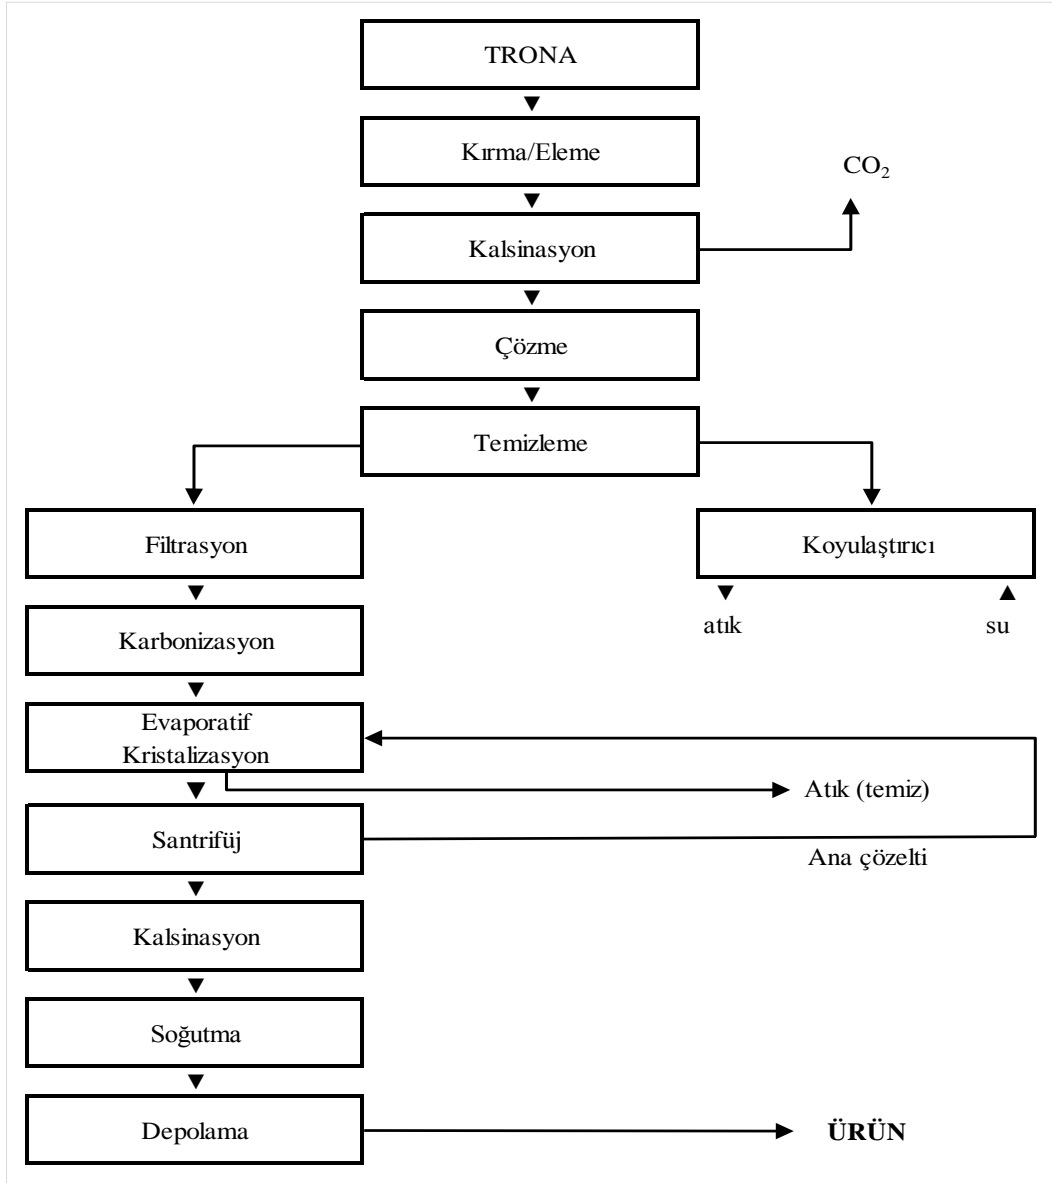 TRONA
Kırma/Eleme
CO₂
Kalsinasyon
Çözme
Temizleme
Filtrasyon
Koyulaştırıcı
atık
su
Karbonizasyon
Evaporatif
Kristalizasyon
Atık (temiz)
Santrifüj
Ana çözelti
Kalsinasyon
Soğutma
Depolama
ÜRÜN